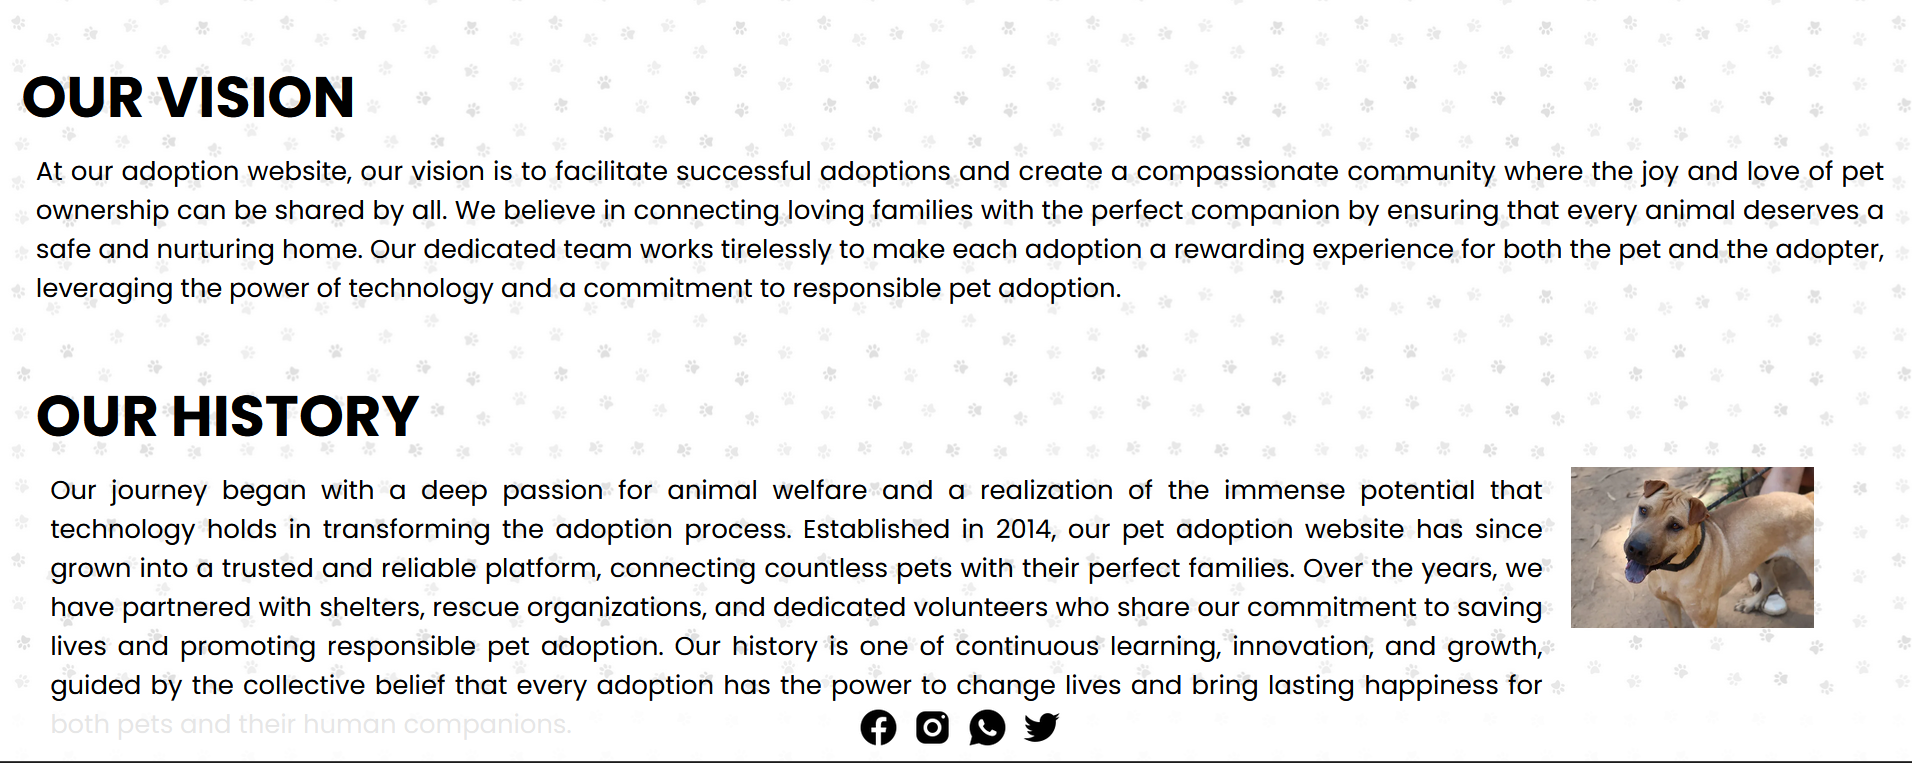 OUR VISION
At our adoption website, our vision is to facilitate successful adoptions and create a compassionate community where the joy and love of pet
ownership can be shared by all. We believe in connecting loving families with the perfect companion by ensuring that every animal deserves a
safe and nurturing home. Our dedicated team works tirelessly to make each adoption a rewarding experience for both the pet and the adopter,
leveraging the power of technology and a commitment to responsible pet adoption.
OUR HISTORY
Our journey began with a deep passion for animal welfare and a realization of the immense potential that
technology holds in transforming the adoption process. Established in 2014, our pet adoption website has since
grown into a trusted and reliable platform, connecting countless pets with their perfect families. Over the years, we
have partnered with shelters, rescue organizations, and dedicated volunteers who share our commitment to saving
lives and promoting responsible pet adoption. Our history is one of continuous learning, innovation, and growth,
guided by the collective belief that every adoption has the power to change lives and bring lasting happiness for
both pets and their human companions.